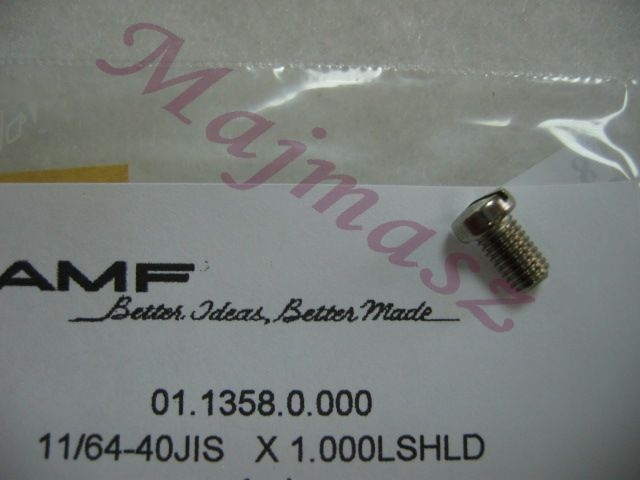 Majmasz
AMF
Better Ideas, Better Made
01.1358.0.000
11/64-40JIS X 1.000LSHLD